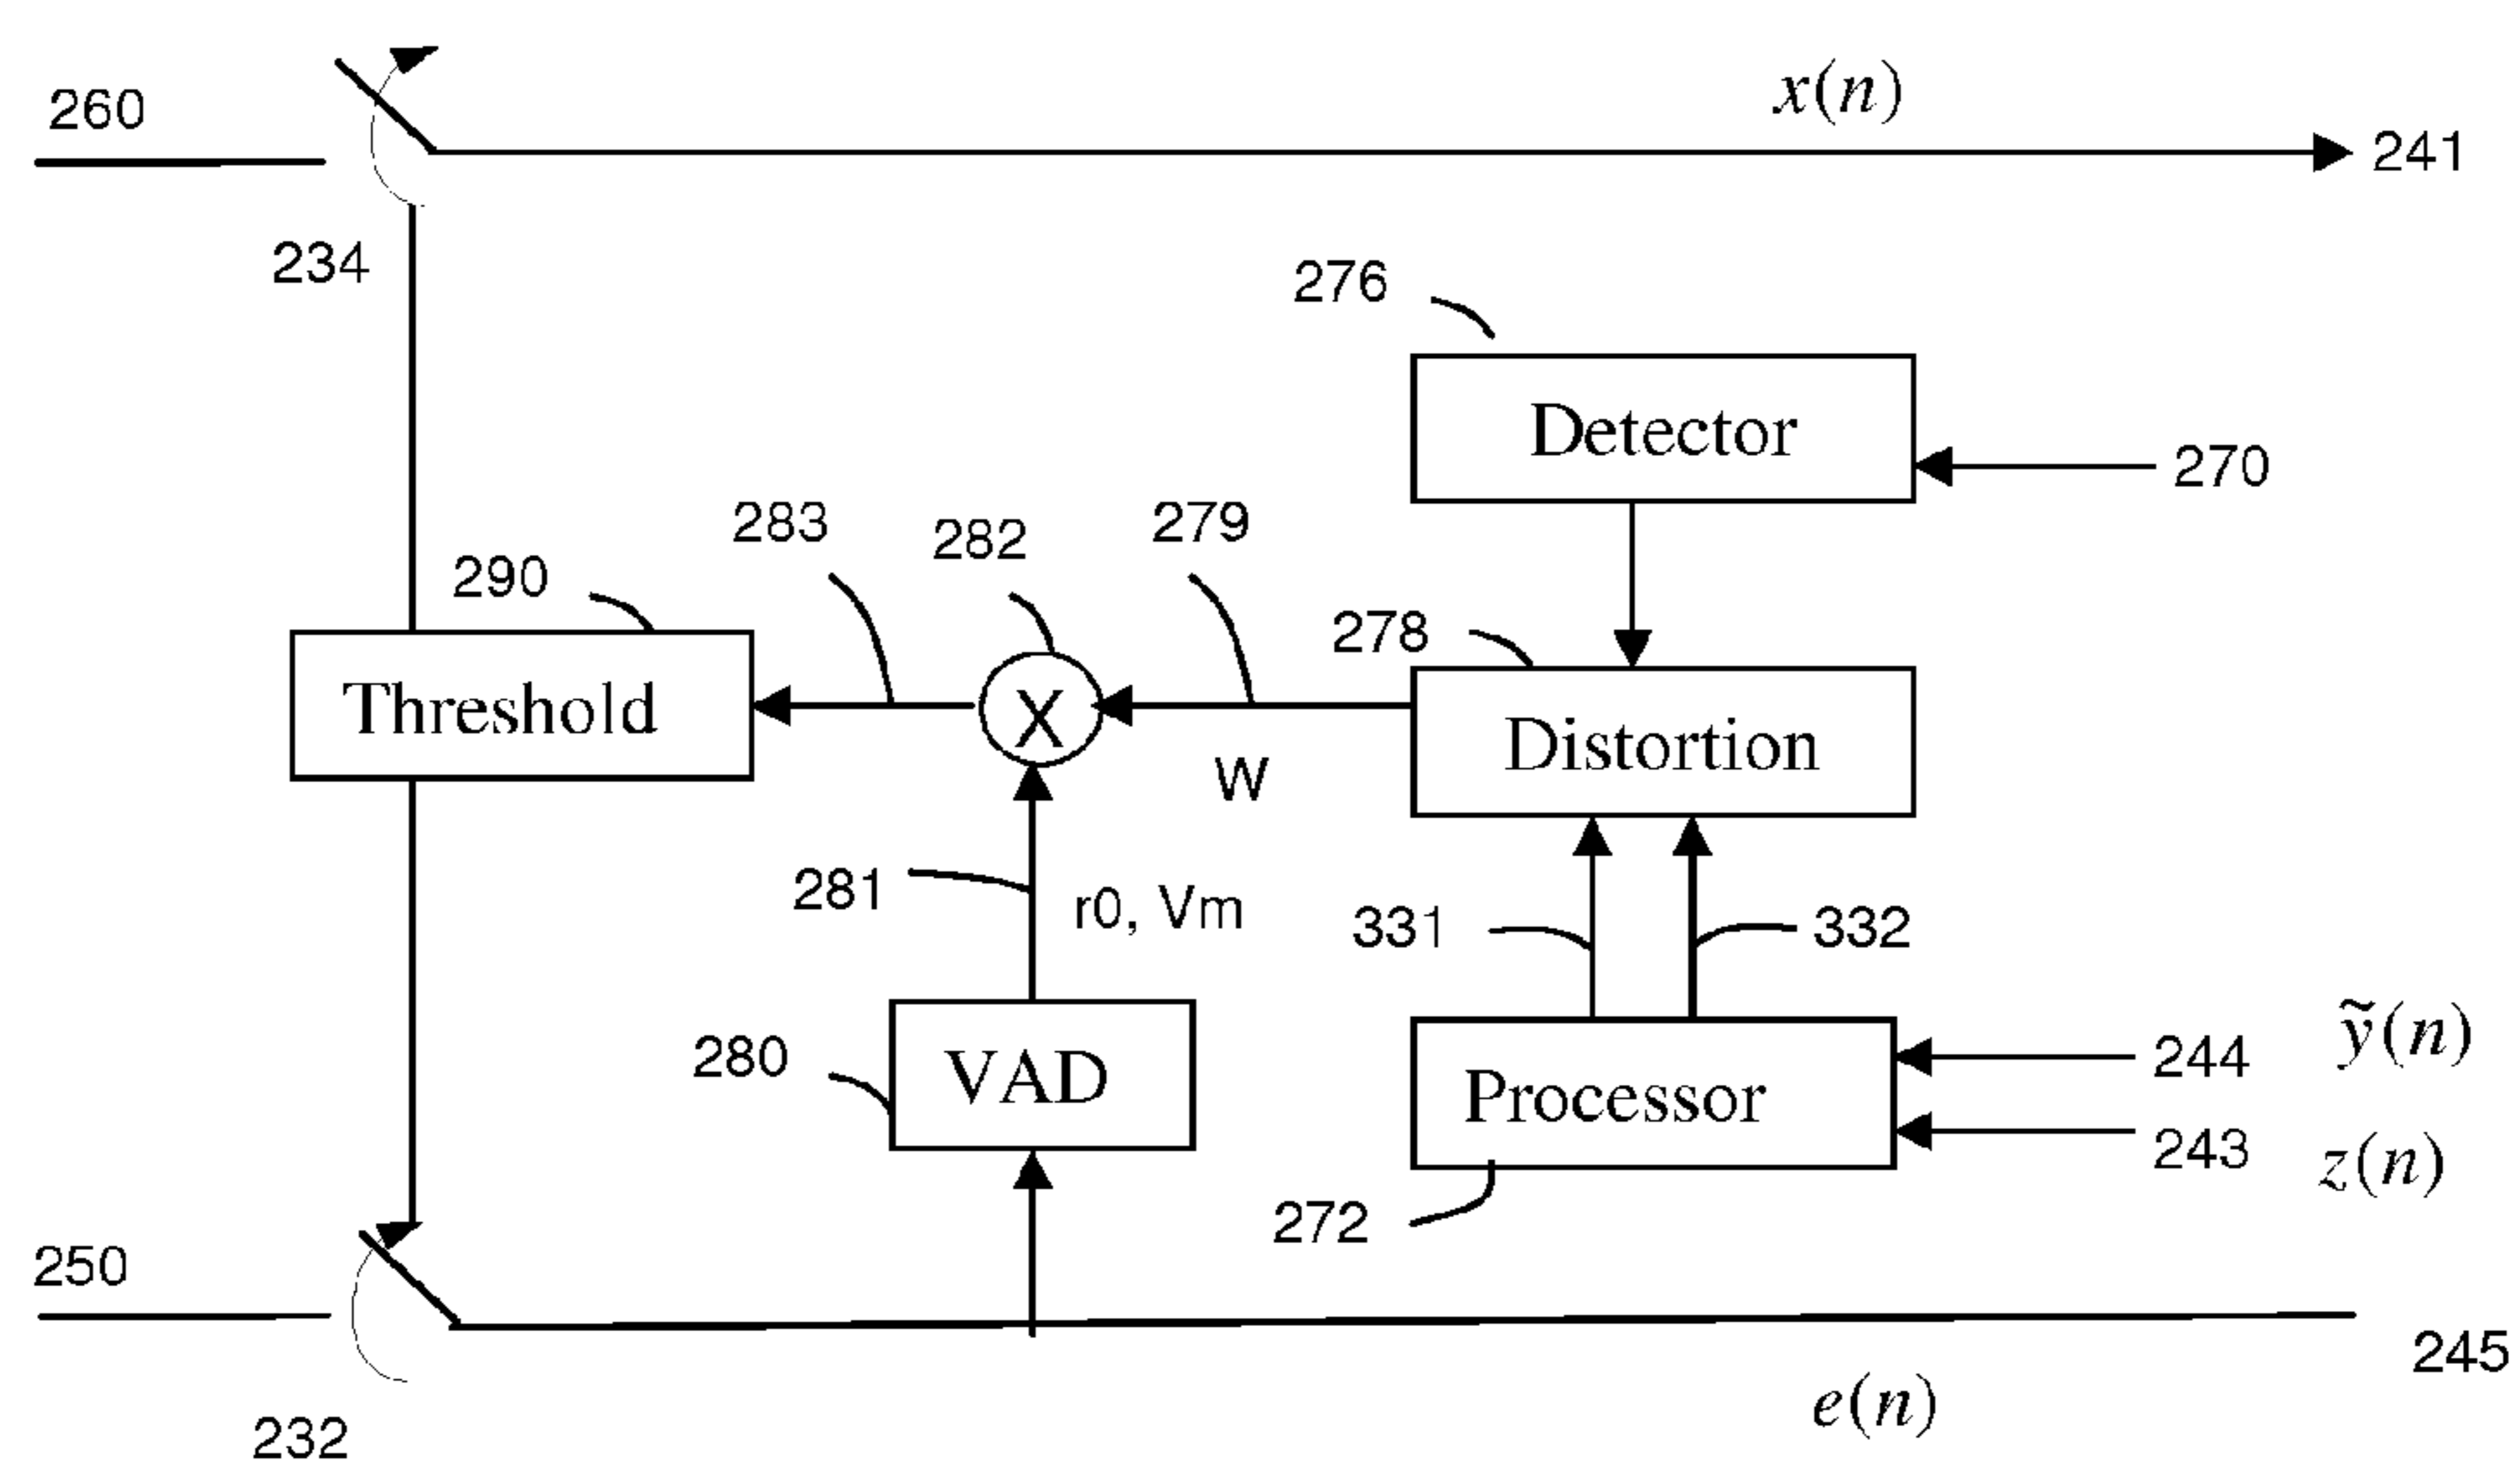 260
x(n)
241
234
276
Detector
270
283
282
279
290
278
Threshold
X
Distortion
W
281
r0, Vm
331
332
280
VAD
Processor
244
ỹ(n)
243
z(n)
272
250
245
e(n)
232